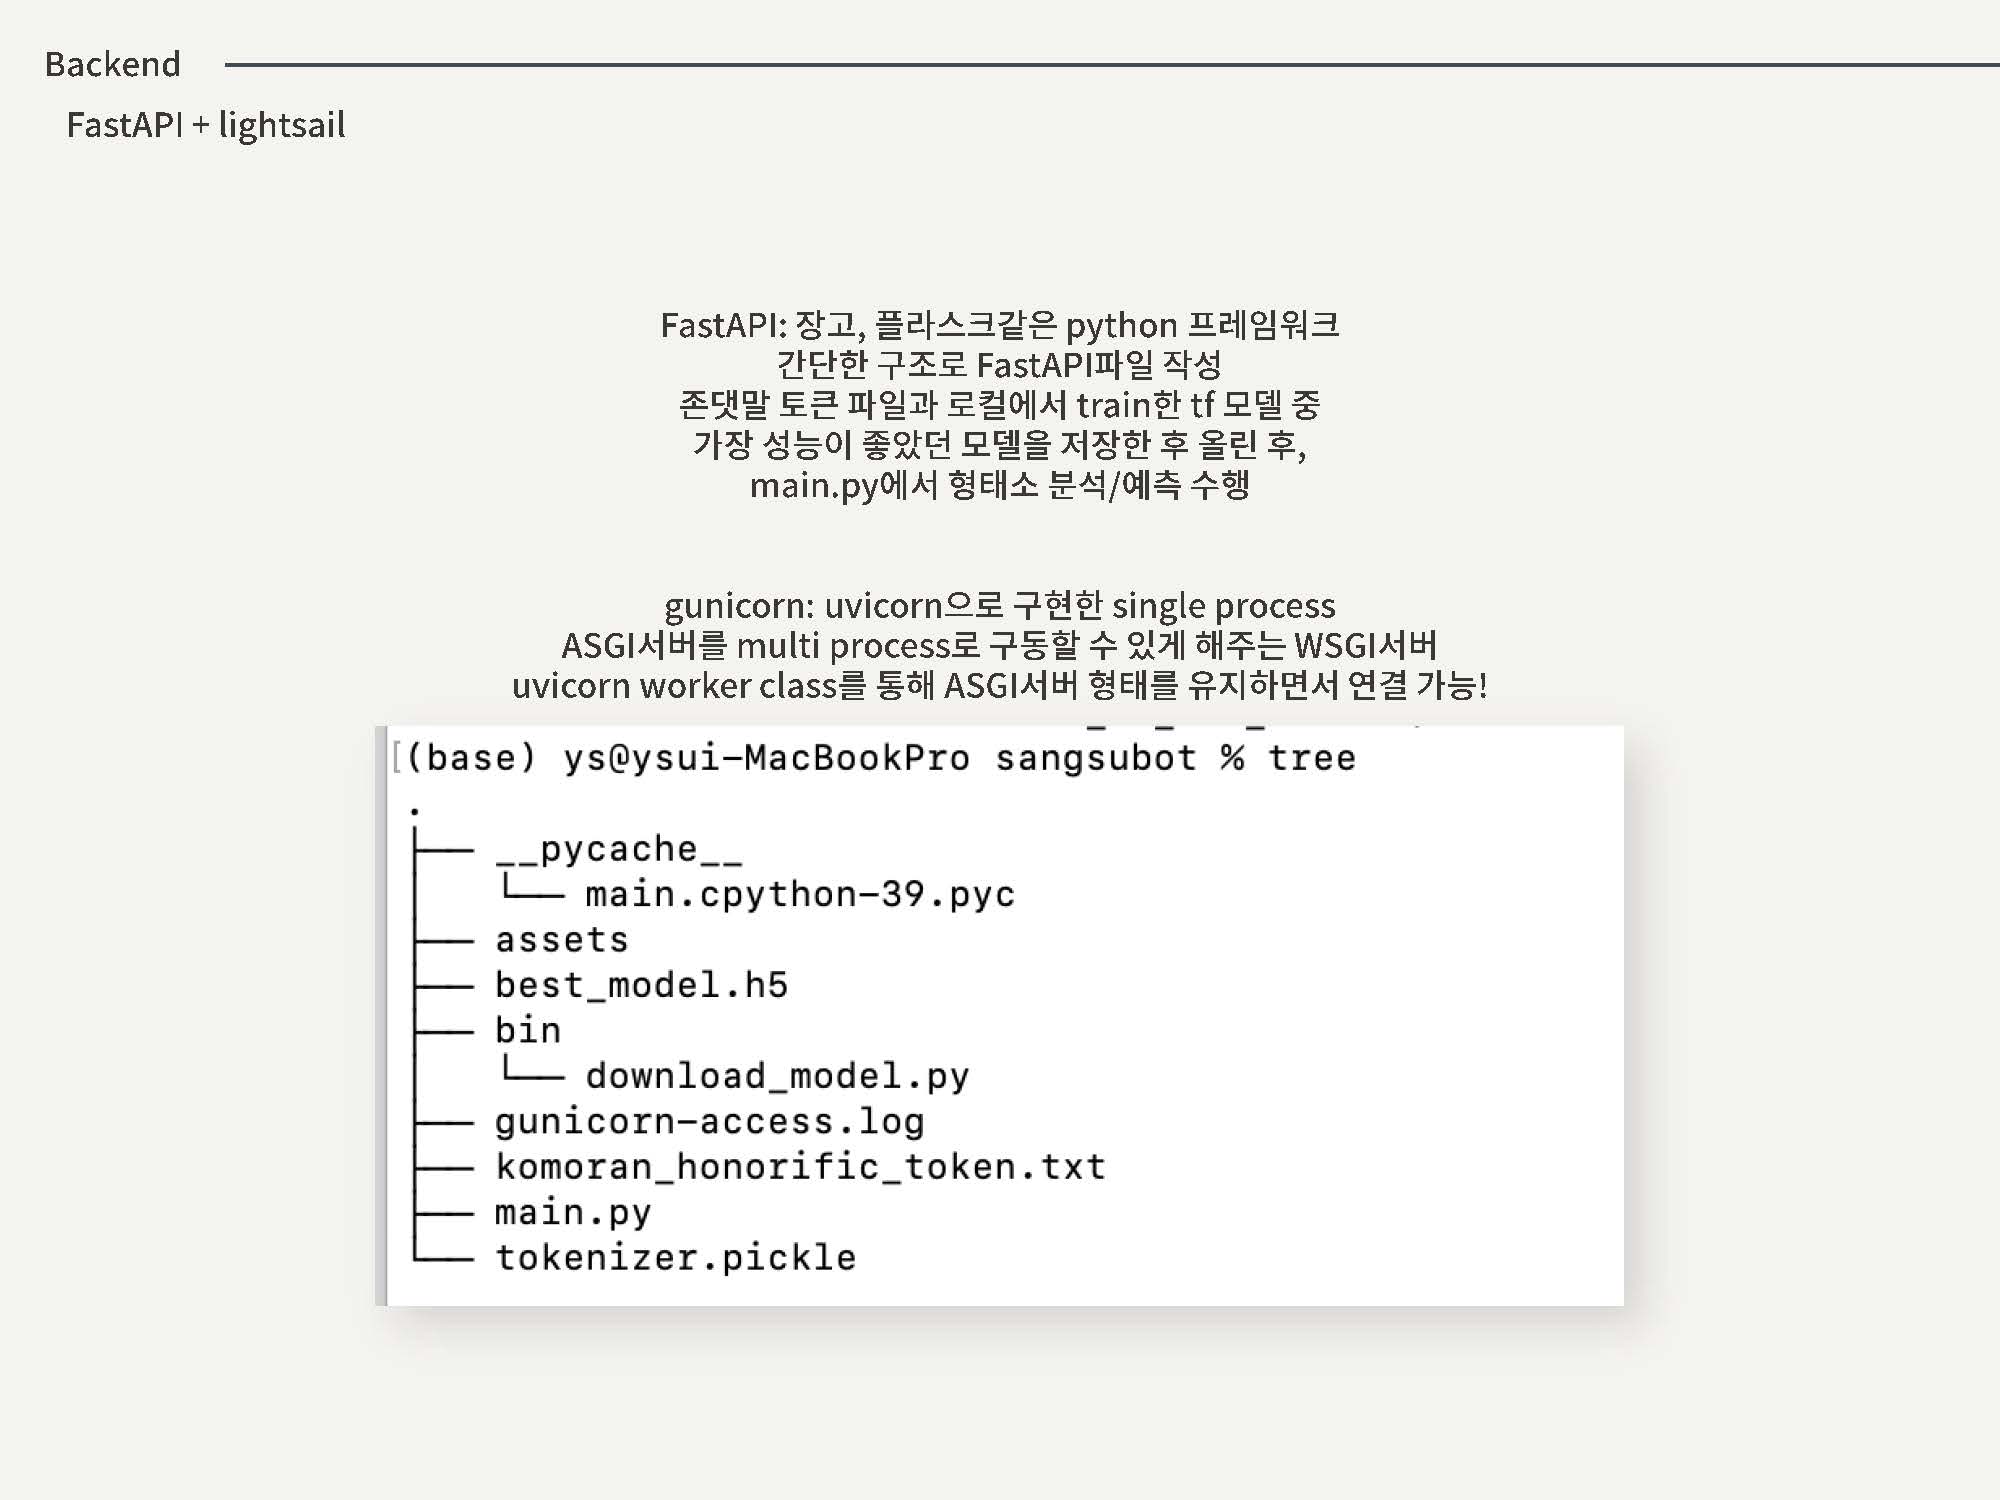 Backend
FastAPI + lightsail
FastAPI: 장고, 플라스크같은 python 프레임워크
간단한 구조로 FastAPI파일 작성
존댓말 토큰 파일과 로컬에서 train한 tf 모델 중
가장 성능이 좋았던 모델을 저장한 후 올린 후,
main.py에서 형태소 분석/예측 수행
gunicorn: uvicorn으로 구현한 single process
ASGI서버를 multi process로 구동할 수 있게 해주는 WSGI서버
uvicorn worker class를 통해 ASGI서버 형태를 유지하면서 연결 가능!
[(base) ys@ysui-MacBookPro sangsubot % tree
.
├── __pycache__
│   └── main.cpython-39.pyc
├── assets
├── best_model.h5
├── bin
│   └── download_model.py
├── gunicorn-access.log
├── komoran_honorific_token.txt
├── main.py
└── tokenizer.pickle